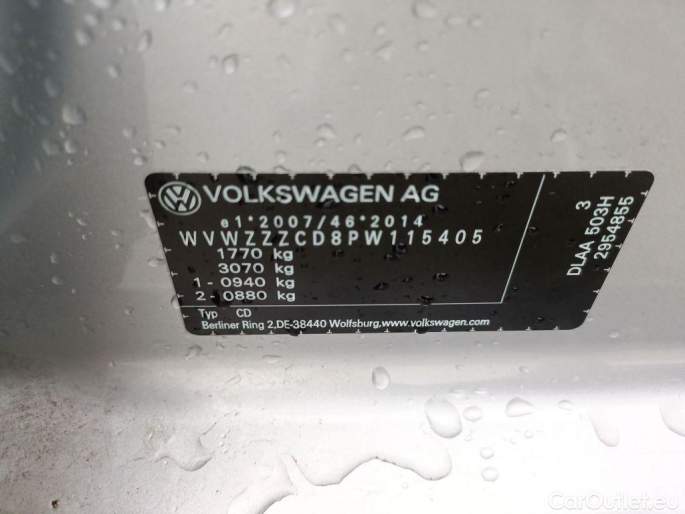 VOLKSWAGEN AG
e1*2007/46*2014
WVWZZZCD8PW115405
1770 kg
3070 kg
1 - 0940 kg
2 - 0880 kg
Typ CD
Berliner Ring 2,DE-38440 Wolfsburg,www.volkswagen.com
3
DLAA 503H
2954855
CarOutlet.eu